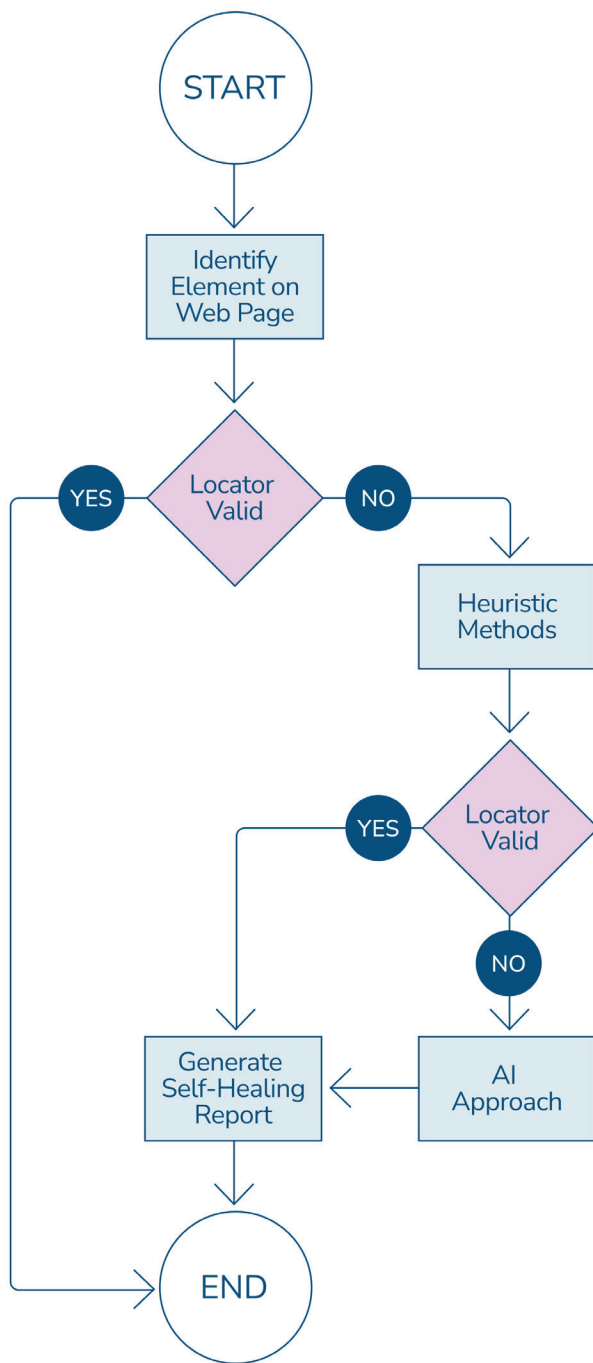 START
Identify
Element on
Web Page
YES
Locator
Valid
NO
Heuristic
Methods
YES
Locator
Valid
NO
Generate
Self-Healing
Report
AI
Approach
END